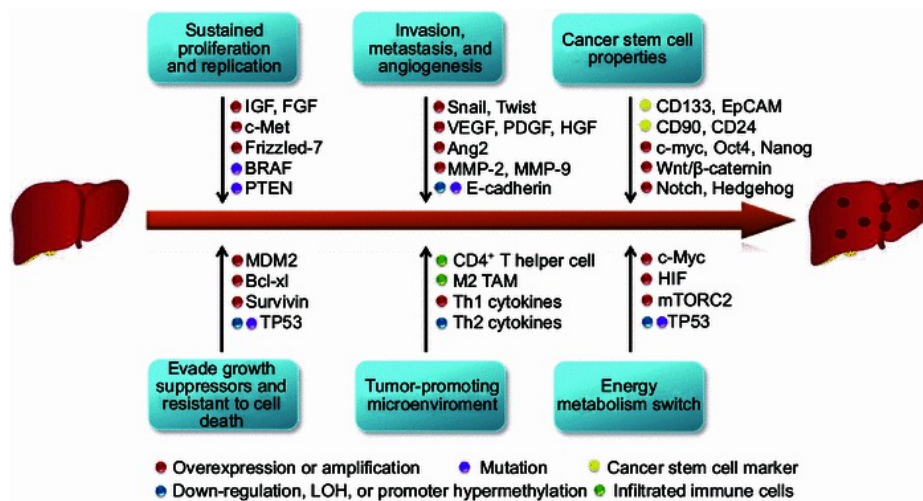 Sustained
proliferation
and replication
Invasion,
metastasis, and
angiogenesis
Cancer stem cell
properties
IGF, FGF
c-Met
Frizzled-7
BRAF
PTEN
Snail, Twist
VEGF, PDGF, HGF
Ang2
MMP-2, MMP-9
E-cadherin
CD133, EpCAM
CD90, CD24
c-myc, Oct4, Nanog
Wnt/β-caternin
Notch, Hedgehog
MDM2
Bcl-xl
Survivin
TP53
CD4⁺ T helper cell
M2 TAM
Th1 cytokines
Th2 cytokines
c-Myc
HIF
mTORC2
TP53
Evade growth
suppressors and
resistant to cell
death
Tumor-promoting
microenviroment
Energy
metabolism switch
Overexpression or amplification
Mutation
Cancer stem cell marker
Down-regulation, LOH, or promoter hypermethylation
Infiltrated immune cells